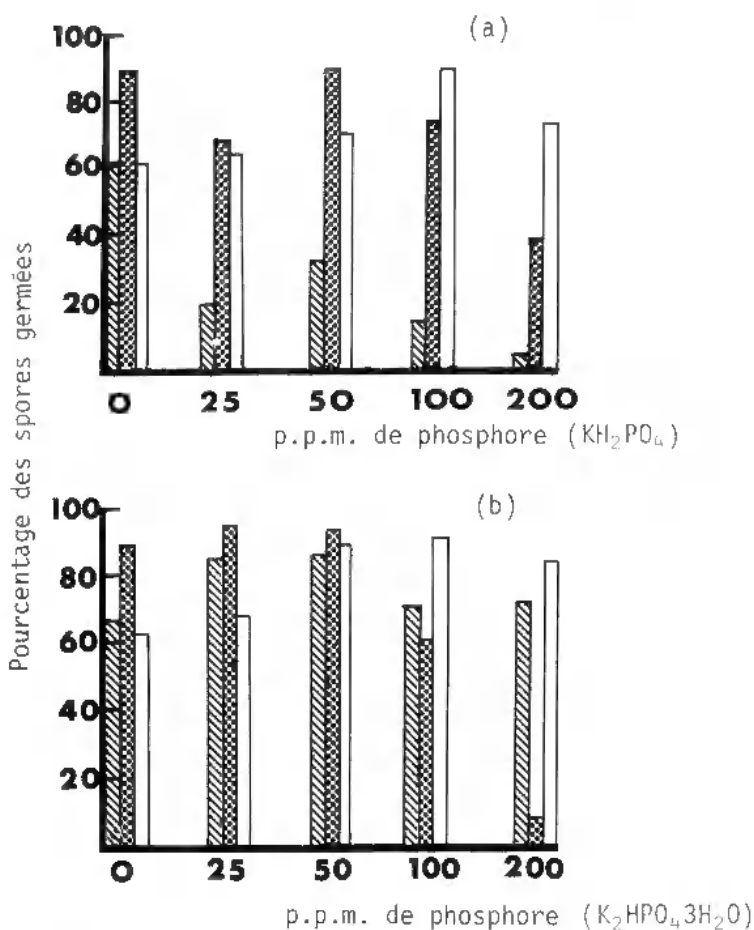 Pourcentage des spores germées
(a)
100
80
60
40
20
0 25 50 100 200
p.p.m. de phosphore (KH₂PO₄)
(b)
100
80
60
40
20
0 25 50 100 200
p.p.m. de phosphore (K₂HPO₄3H₂O)